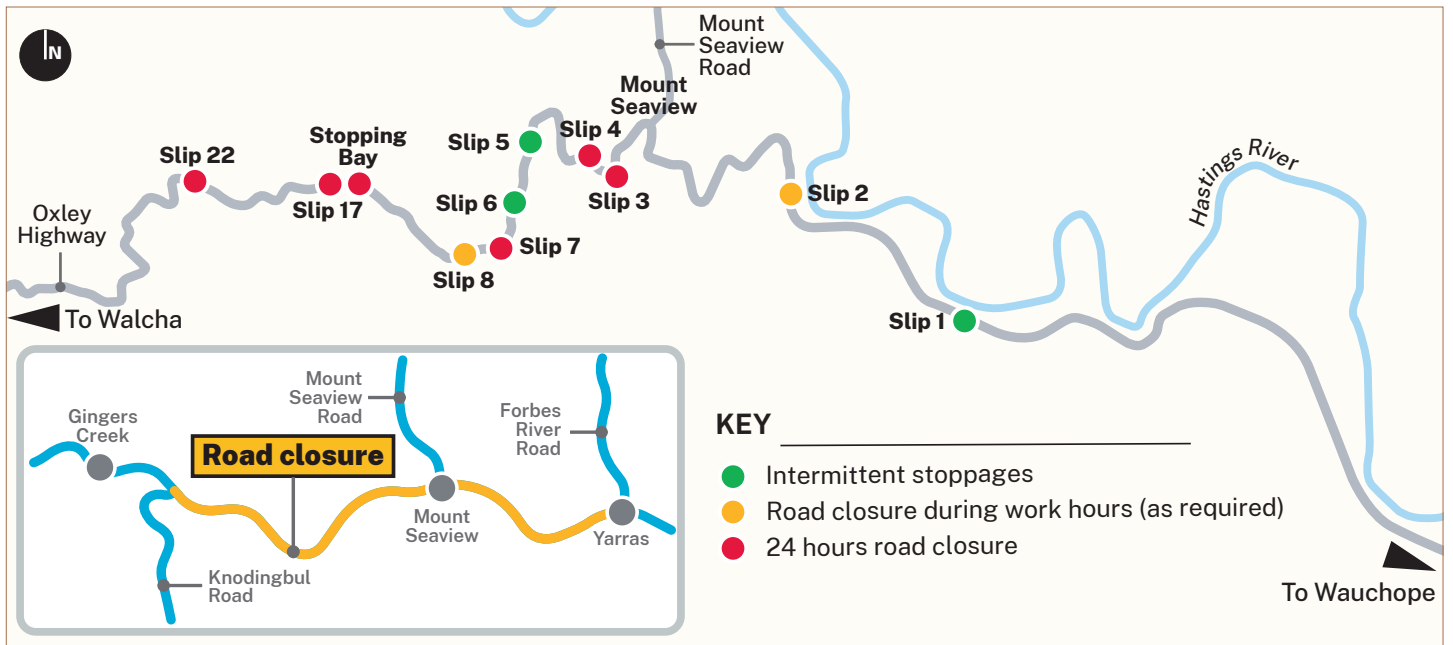 N
Mount
Seaview
Road
Mount
Seaview
Slip 4
Slip 5
Stopping
Bay
Slip 22
Slip 3
Slip 2
Hastings River
Slip 17
Slip 6
Oxley
Highway
Slip 7
Slip 8
To Walcha
Slip 1
Mount
Seaview
Road
Gingers
Creek
Forbes
River
Road
Road closure
Mount
Seaview
Yarras
Knodingbul
Road
KEY
Intermittent stoppages
Road closure during work hours (as required)
24 hours road closure
To Wauchope